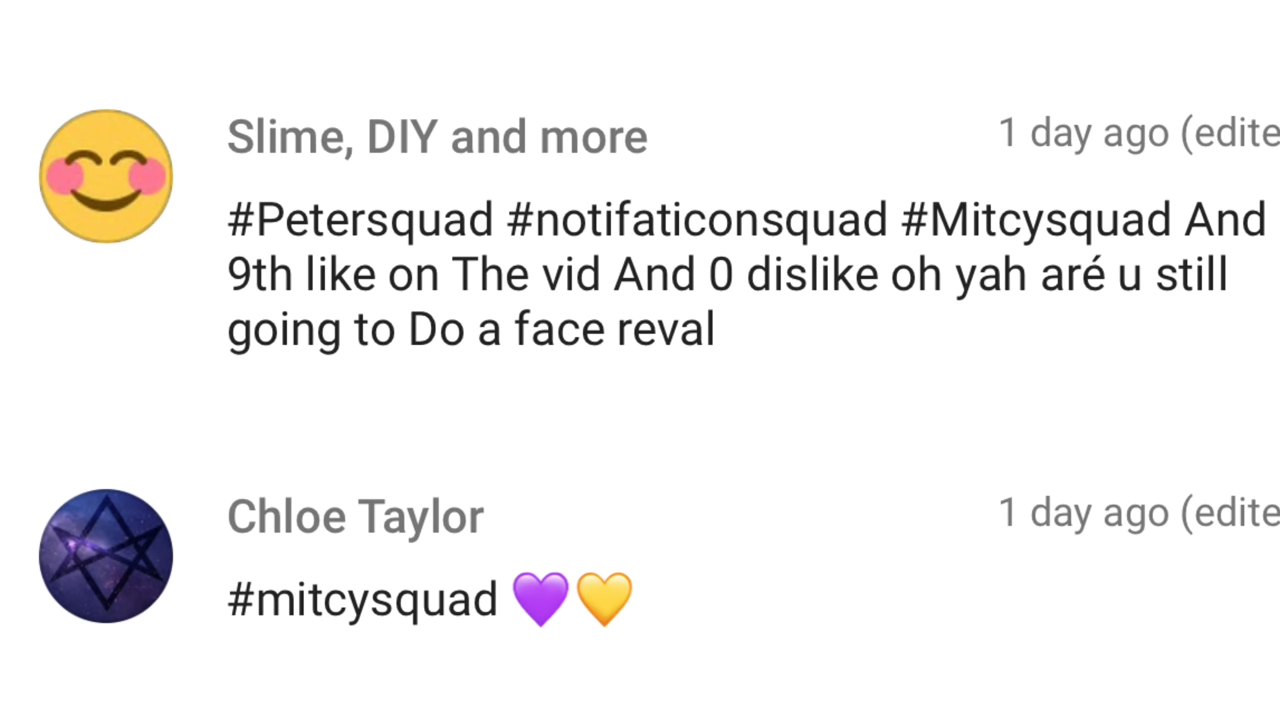 Slime, DIY and more 1 day ago (edite
#Petersquad #notifaticonsquad #Mitcysquad And
9th like on The vid And 0 dislike oh yah aré u still
going to Do a face reval
Chloe Taylor 1 day ago (edite
#mitcysquad 💜💛